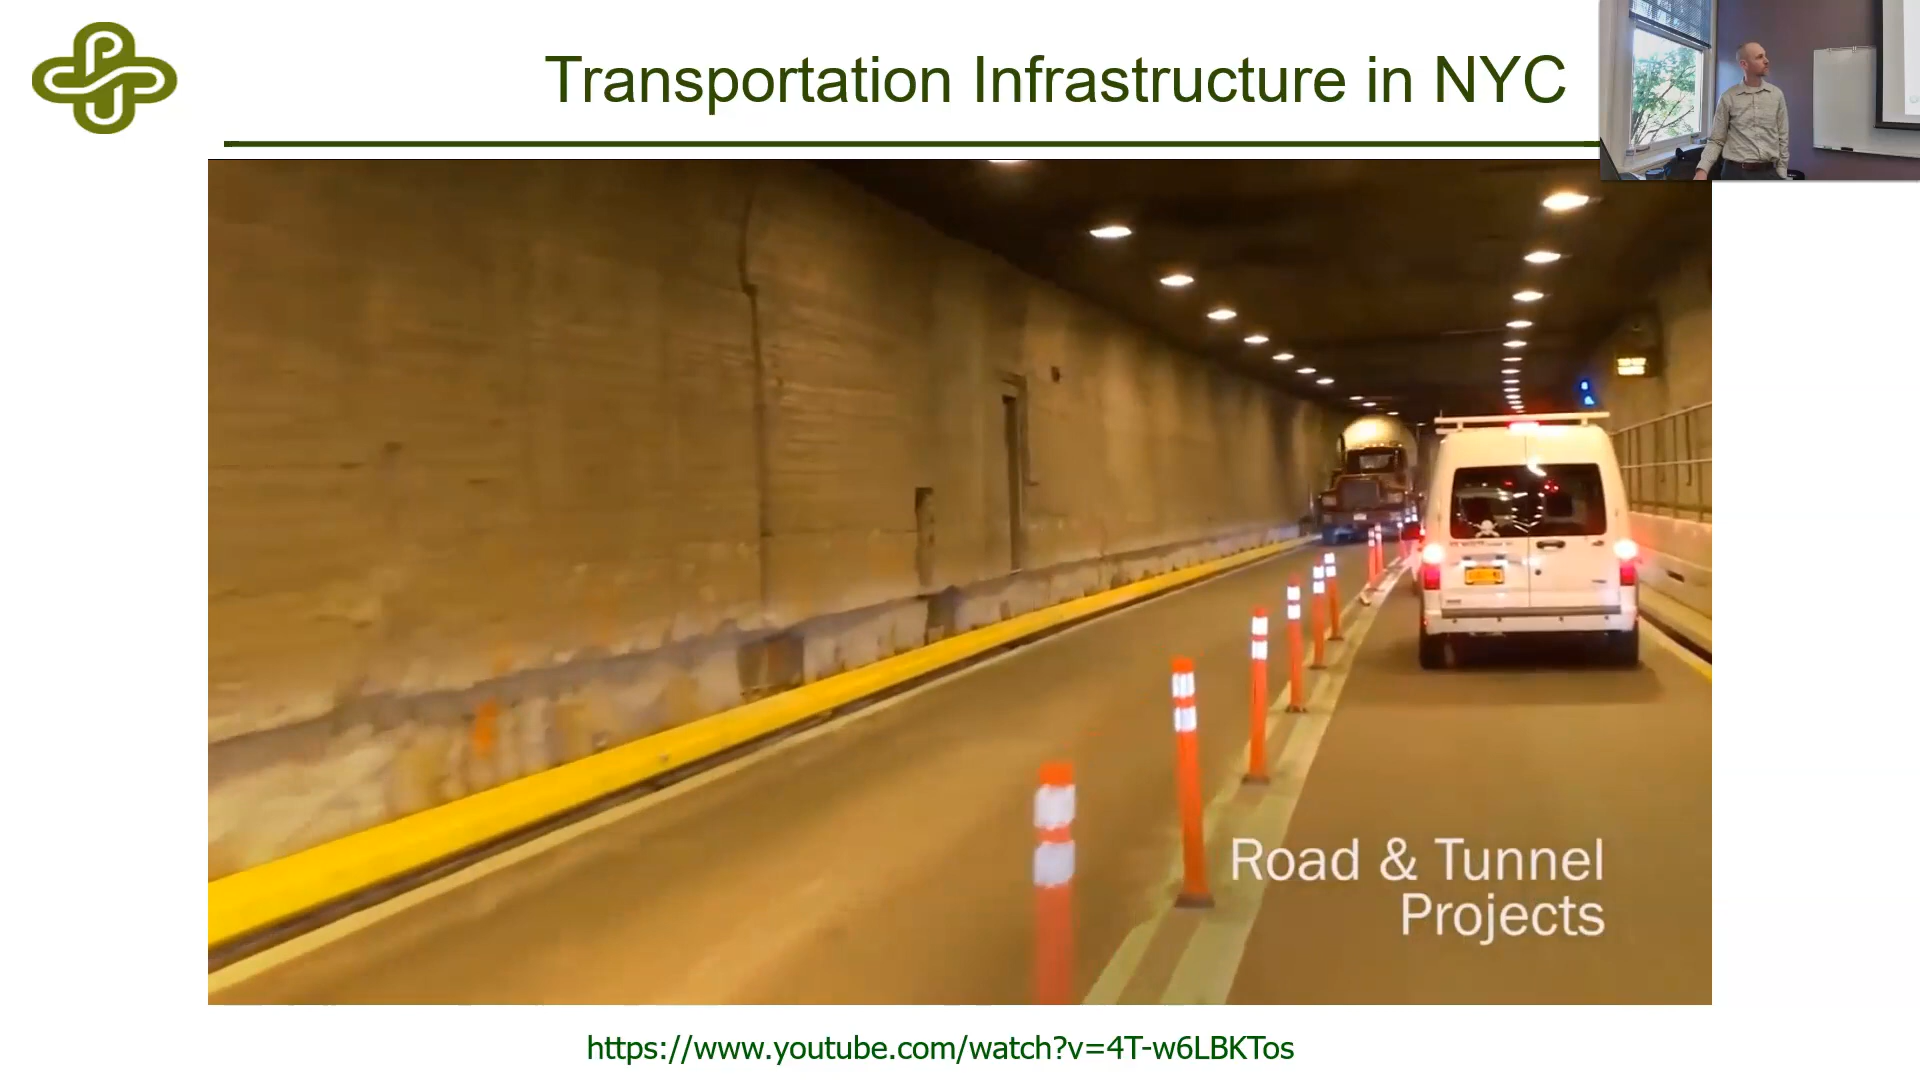 Transportation Infrastructure in NYC
Road & Tunnel
Projects
https://www.youtube.com/watch?v=4T-w6LBKTos